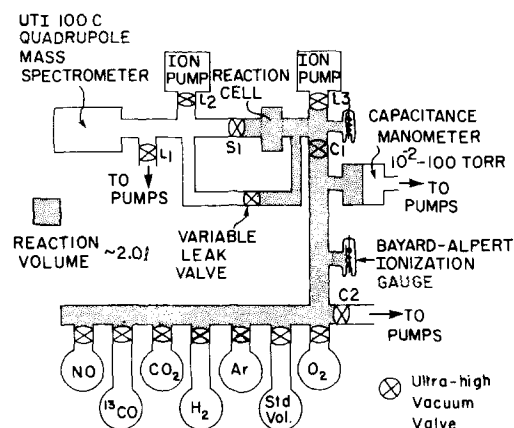 UTI 100 C
QUADRUPOLE
MASS
SPECTROMETER
ION
PUMP
L2
REACTION
CELL
ION
PUMP
L3
CAPACITANCE
MANOMETER
10⁻²-100 TORR
S1
C1
L1
TO
PUMPS
TO
PUMPS
VARIABLE
LEAK
VALVE
REACTION
VOLUME ~2.0ℓ
BAYARD-ALPERT
IONIZATION
GAUGE
C2
TO
PUMPS
NO
¹³CO
CO₂
H₂
Ar
Std
Vol.
O₂
Ultra-high
Vacuum
Valve